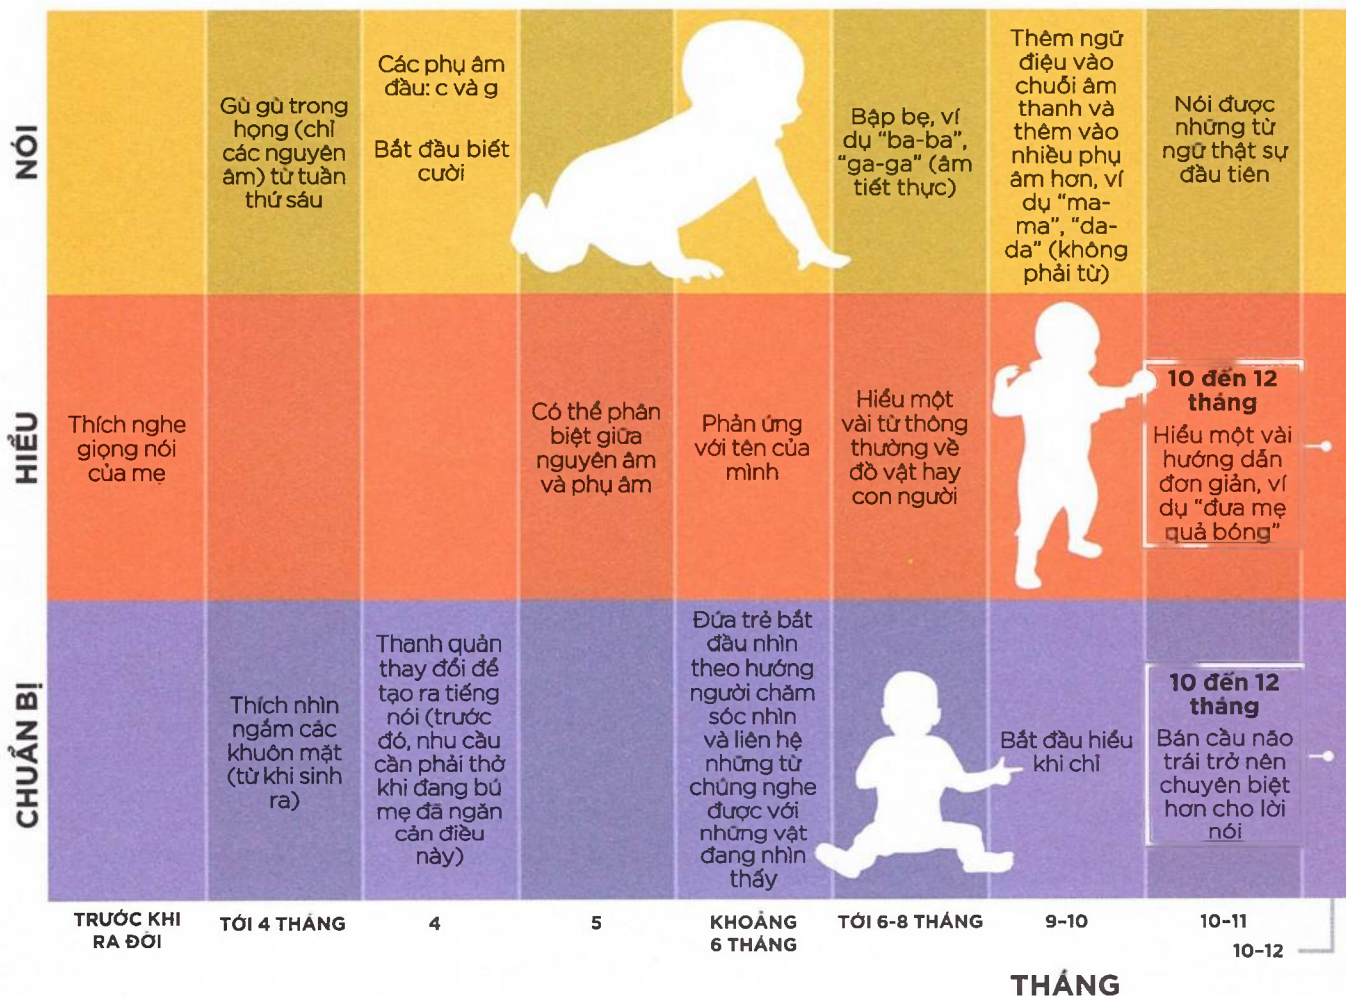 NÓI
Gù gù trong
họng (chỉ
các nguyên
âm) từ tuần
thứ sáu
Các phụ âm
đầu: c và g
Bắt đầu biết
cười
Bập bẹ, ví
dụ “ba-ba”,
“ga-ga” (âm
tiết thực)
Thêm ngữ
điệu vào
chuỗi âm
thanh và
thêm vào
nhiều phụ
âm hơn, ví
dụ “ma-
ma”, “da-
da” (không
phải từ)
Nói được
những từ
ngữ thật sự
đầu tiên
HIỂU
Thích nghe
giọng nói
của mẹ
Có thể phân
biệt giữa
nguyên âm
và phụ âm
Phản ứng
với tên của
mình
Hiểu một
vài từ thông
thường về
đồ vật hay
con người
10 đến 12
tháng
Hiểu một vài
hướng dẫn
đơn giản, ví
dụ “đưa mẹ
quả bóng”
CHUẨN BỊ
Thích nhìn
ngắm các
khuôn mặt
(từ khi sinh
ra)
Thanh quản
thay đổi để
tạo ra tiếng
nói (trước
đó, nhu cầu
cần phải thở
khi đang bú
mẹ đã ngăn
cản điều
này)
Đứa trẻ bắt
đầu nhìn
theo hướng
người chăm
sóc nhìn
và liên hệ
những từ
chúng nghe
được với
những vật
đang nhìn
thấy
Bắt đầu hiểu
khi chỉ
10 đến 12
tháng
Bán cầu não
trái trở nên
chuyên biệt
hơn cho lời
nói
TRƯỚC KHI
RA ĐỜI
TỚI 4 THÁNG
4
5
KHOẢNG
6 THÁNG
TỚI 6-8 THÁNG
9-10
10-11
10-12
THÁNG